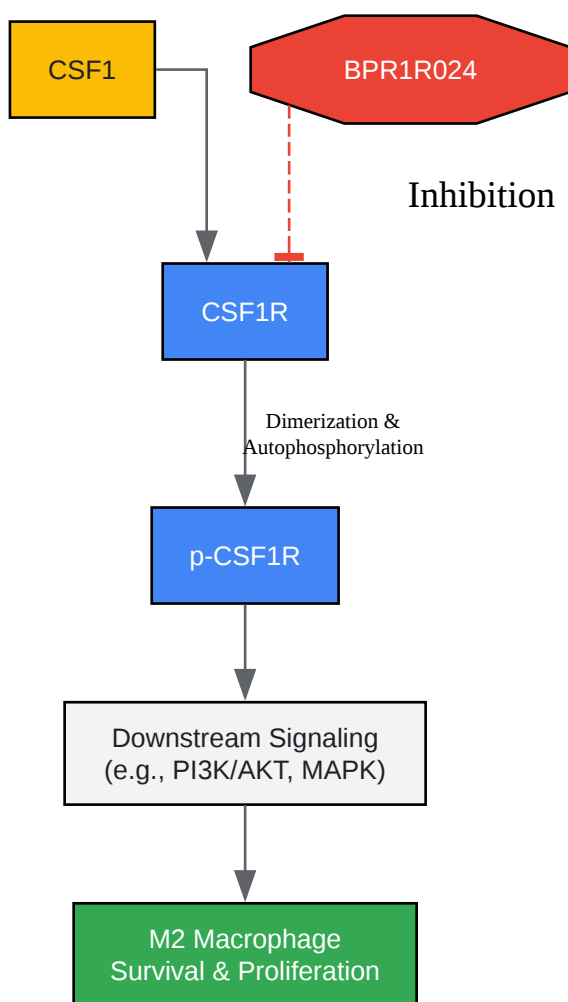 CSF1
BPR1R024
Inhibition
CSF1R
Dimerization &
Autophosphorylation
p-CSF1R
Downstream Signaling
(e.g., PI3K/AKT, MAPK)
M2 Macrophage
Survival & Proliferation